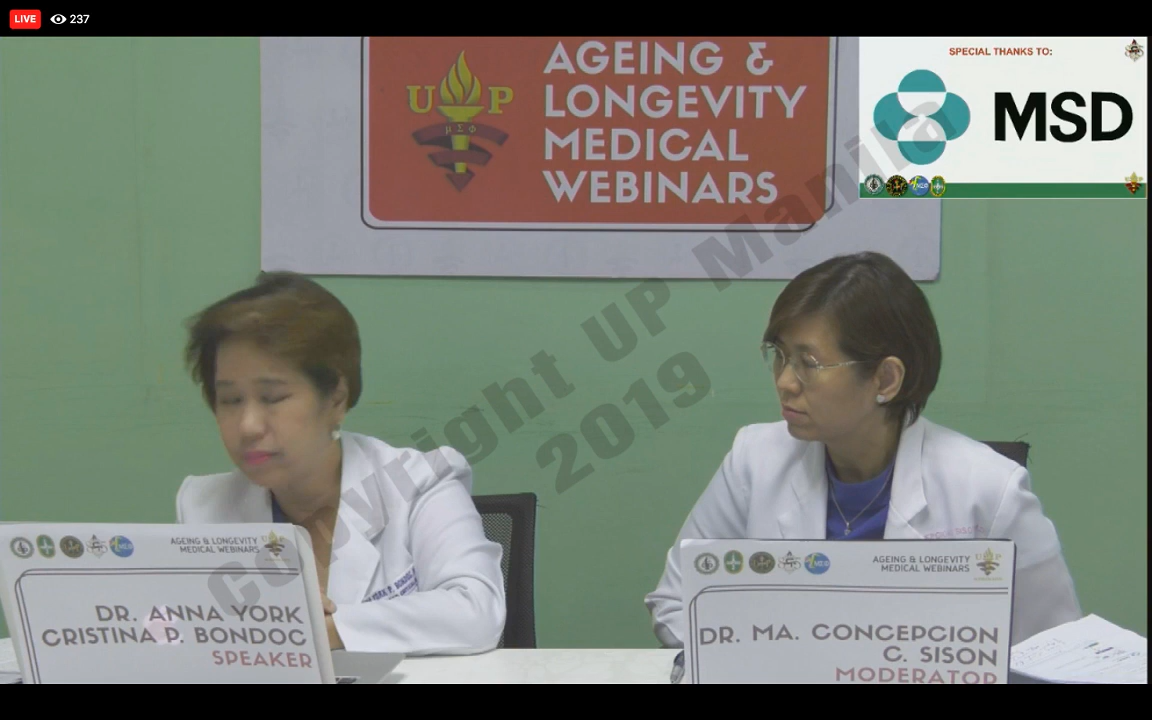 LIVE 237
AGEING &
LONGEVITY
MEDICAL
WEBINARS
U P
μ Σ Φ
SPECIAL THANKS TO:
MSD
Copyright UP Manila
2019
AGEING & LONGEVITY
MEDICAL WEBINARS
DR. ANNA YORK
CRISTINA P. BONDOC
SPEAKER
AGEING & LONGEVITY
MEDICAL WEBINARS
DR. MA. CONCEPCION
C. SISON
MODERATOR